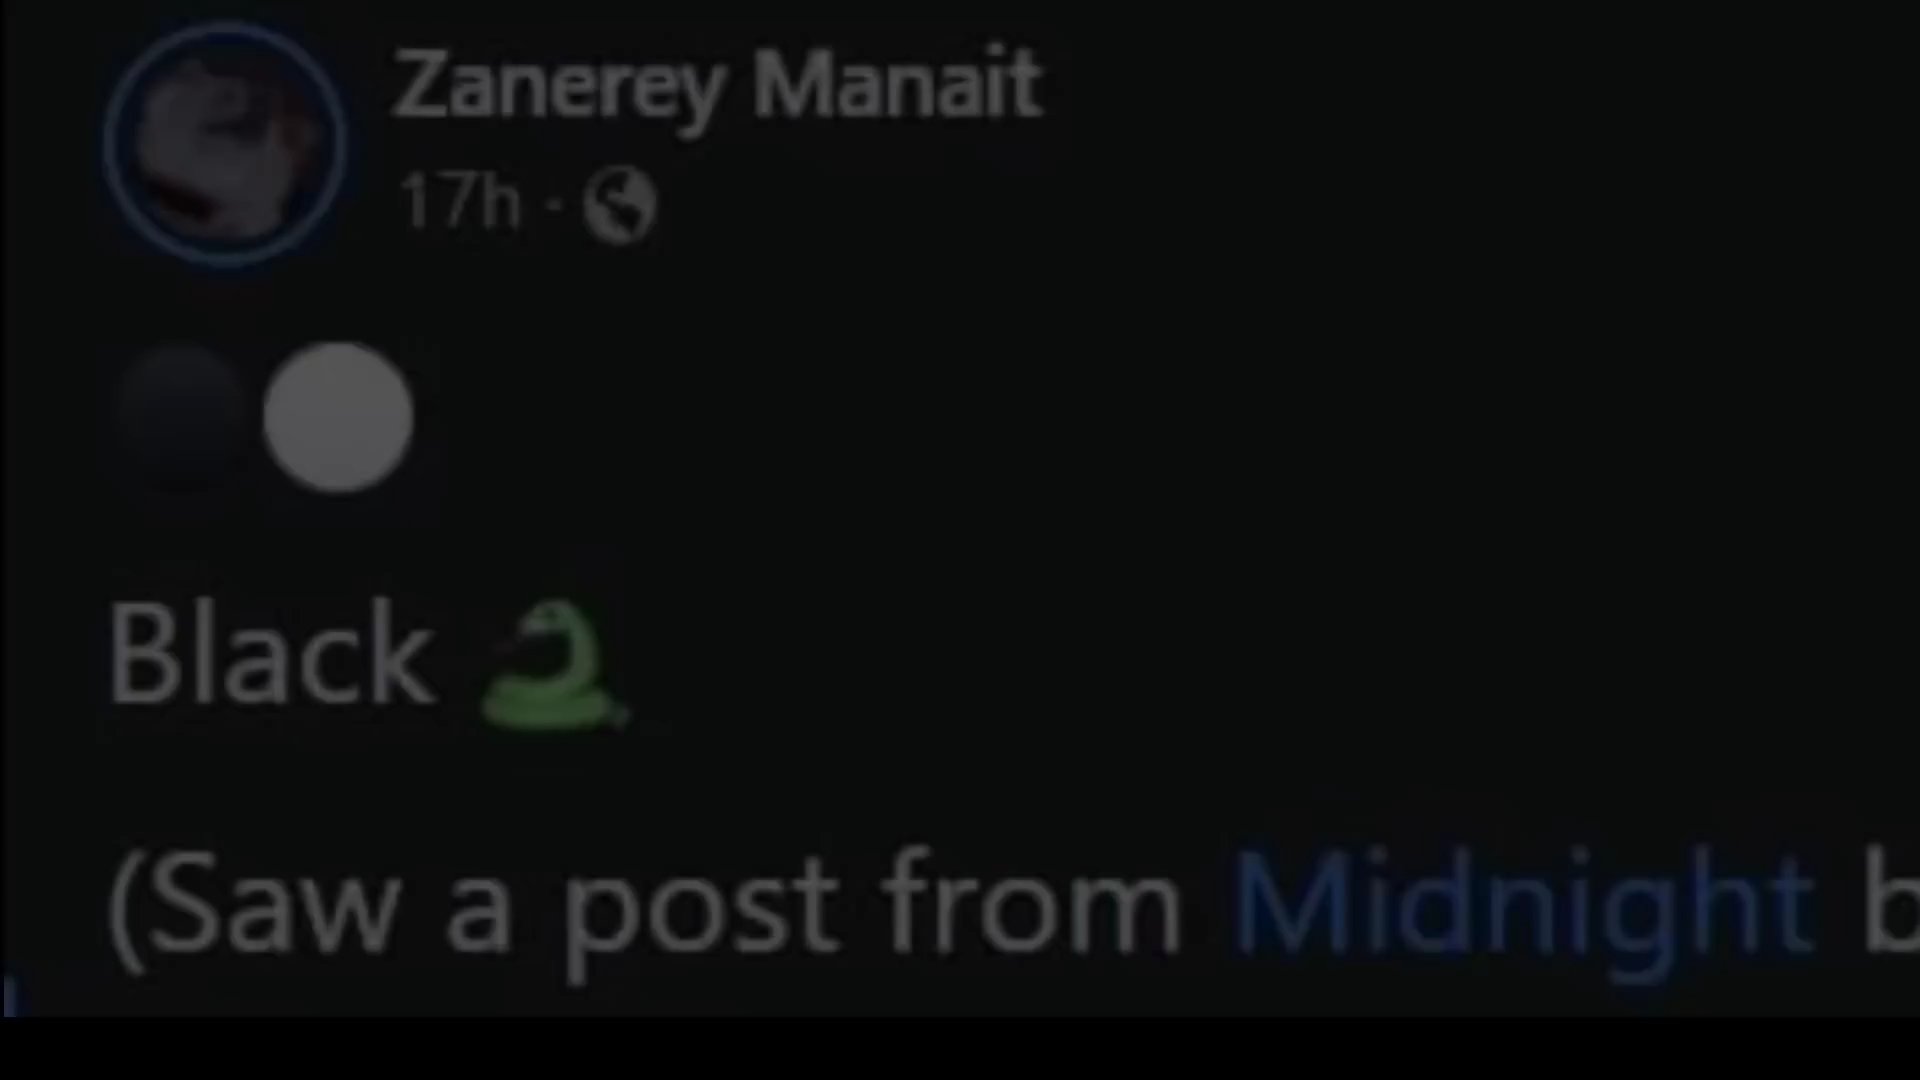 Zanerey Manait
17h ·
⚫⚪
Black 🐍
(Saw a post from Midnight b